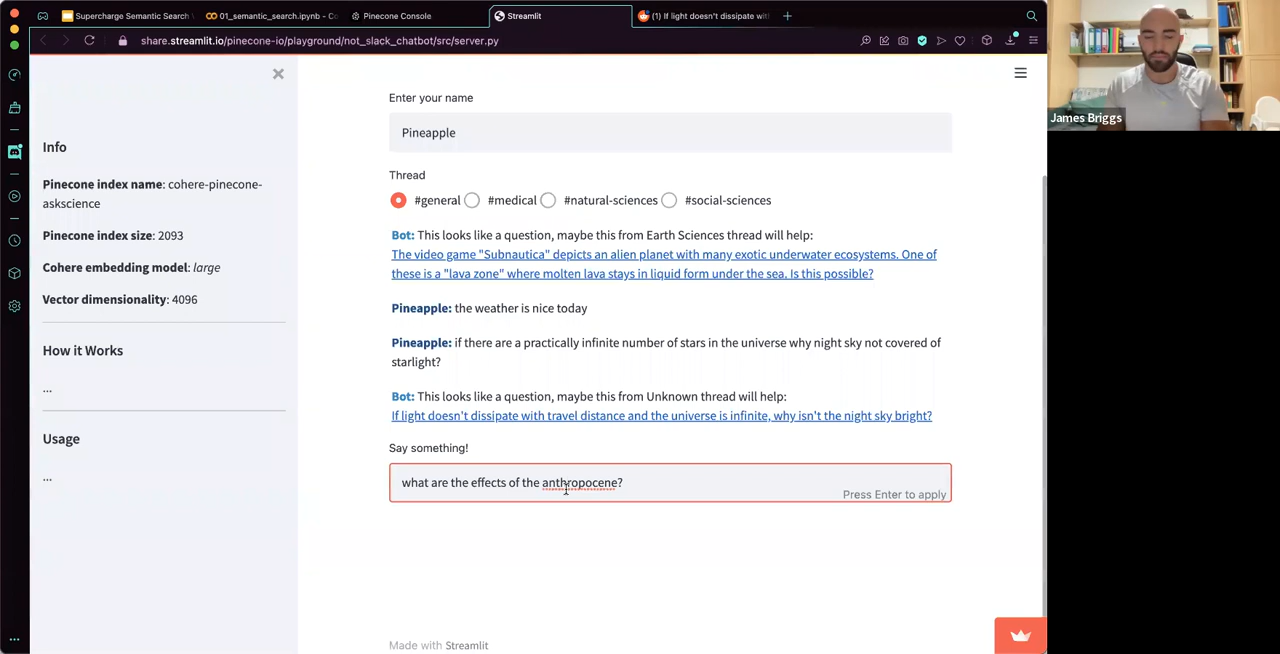 Supercharge Semantic Search
01_semantic_search.ipynb - Co
Pinecone Console
Streamlit
(1) If light doesn't dissipate wit
share.streamlit.io/pinecone-io/playground/not_slack_chatbot/src/server.py
James Briggs
Info
Pinecone index name: cohere-pinecone-
askscience
Pinecone index size: 2093
Cohere embedding model: large
Vector dimensionality: 4096
How it Works
...
Usage
...
Enter your name
Pineapple
Thread
#general #medical #natural-sciences #social-sciences
Bot: This looks like a question, maybe this from Earth Sciences thread will help:
The video game "Subnautica" depicts an alien planet with many exotic underwater ecosystems. One of
these is a "lava zone" where molten lava stays in liquid form under the sea. Is this possible?
Pineapple: the weather is nice today
Pineapple: if there are a practically infinite number of stars in the universe why night sky not covered of
starlight?
Bot: This looks like a question, maybe this from Unknown thread will help:
If light doesn't dissipate with travel distance and the universe is infinite, why isn't the night sky bright?
Say something!
what are the effects of the anthropocene?
Press Enter to apply
Made with Streamlit